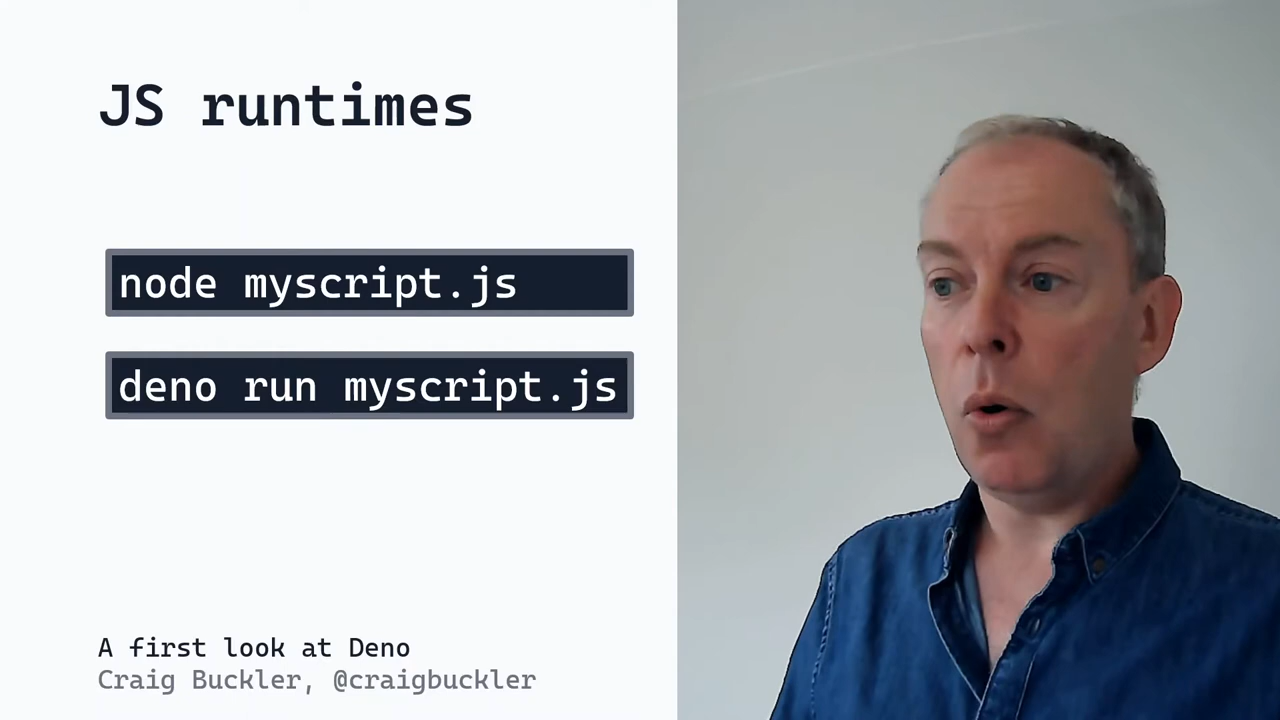 JS runtimes
node myscript.js
deno run myscript.js
A first look at Deno
Craig Buckler, @craigbuckler